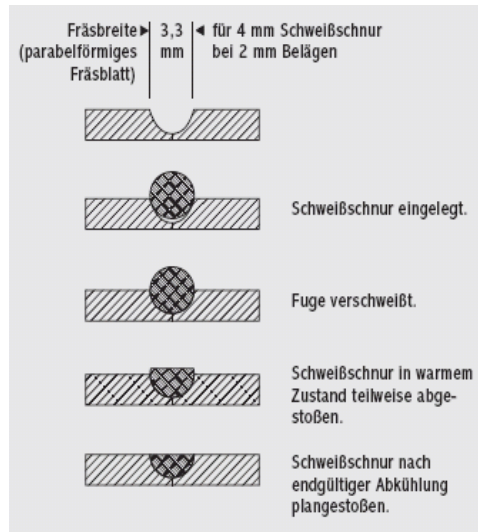 Fräsbreite▶ 3,3 ◀ für 4 mm Schweißschnur
(parabelförmiges mm bei 2 mm Belägen
Fräsblatt)
Schweißschnur eingelegt.
Fuge verschweißt.
Schweißschnur in warmem
Zustand teilweise abge-
stoßen.
Schweißschnur nach
endgültiger Abkühlung
plangestoßen.